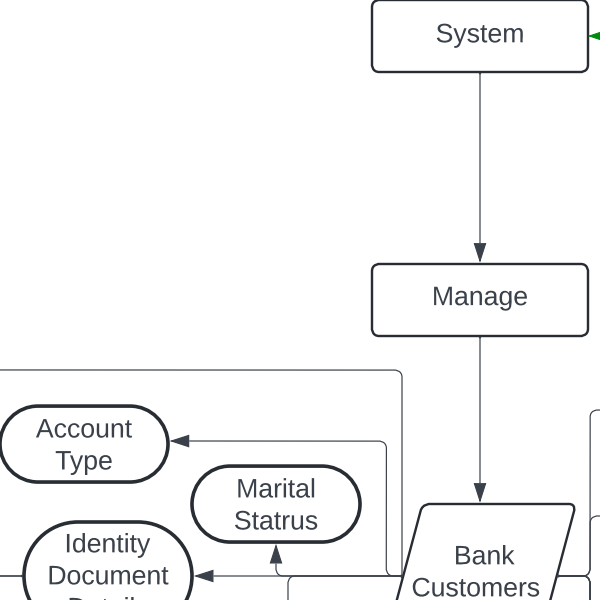 System
Manage
Account
Type
Marital
Statrus
Identity
Document
Bank
Customers